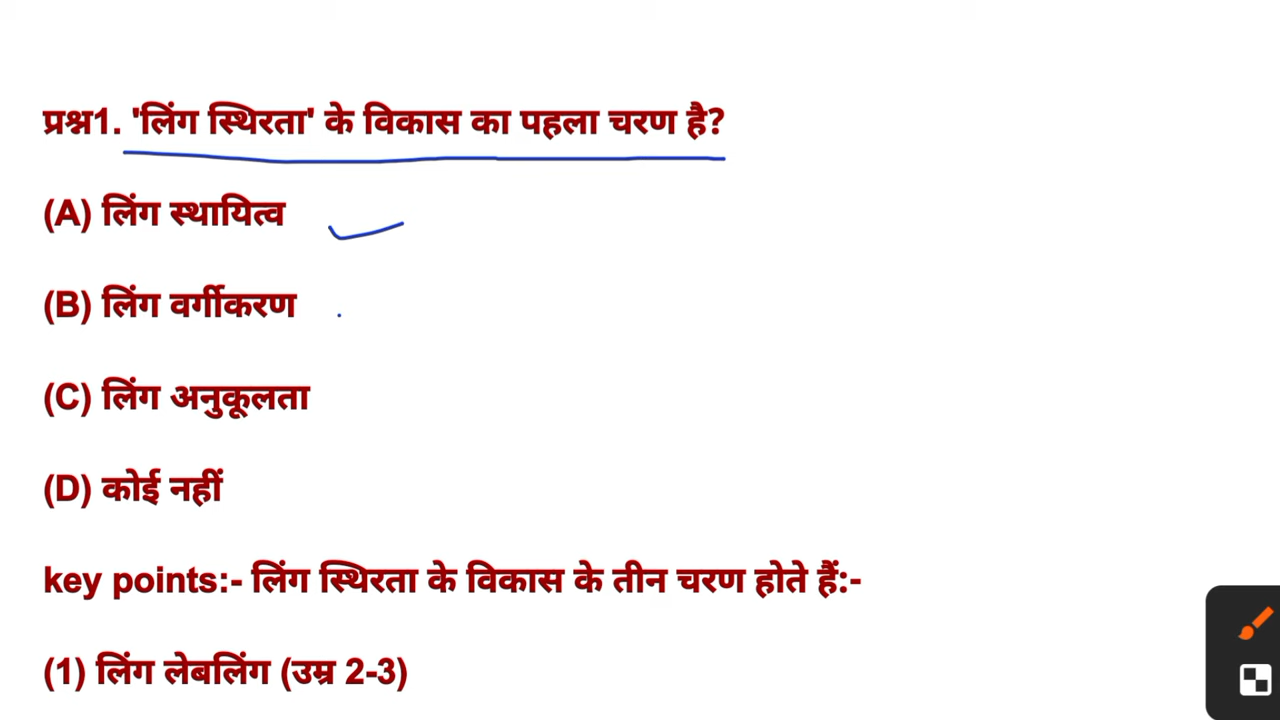 प्रश्न1. 'लिंग स्थिरता' के विकास का पहला चरण है?
(A) लिंग स्थायित्व
(B) लिंग वर्गीकरण
(C) लिंग अनुकूलता
(D) कोई नहीं
key points:- लिंग स्थिरता के विकास के तीन चरण होते हैं:-
(1) लिंग लेबलिंग (उम्र 2-3)